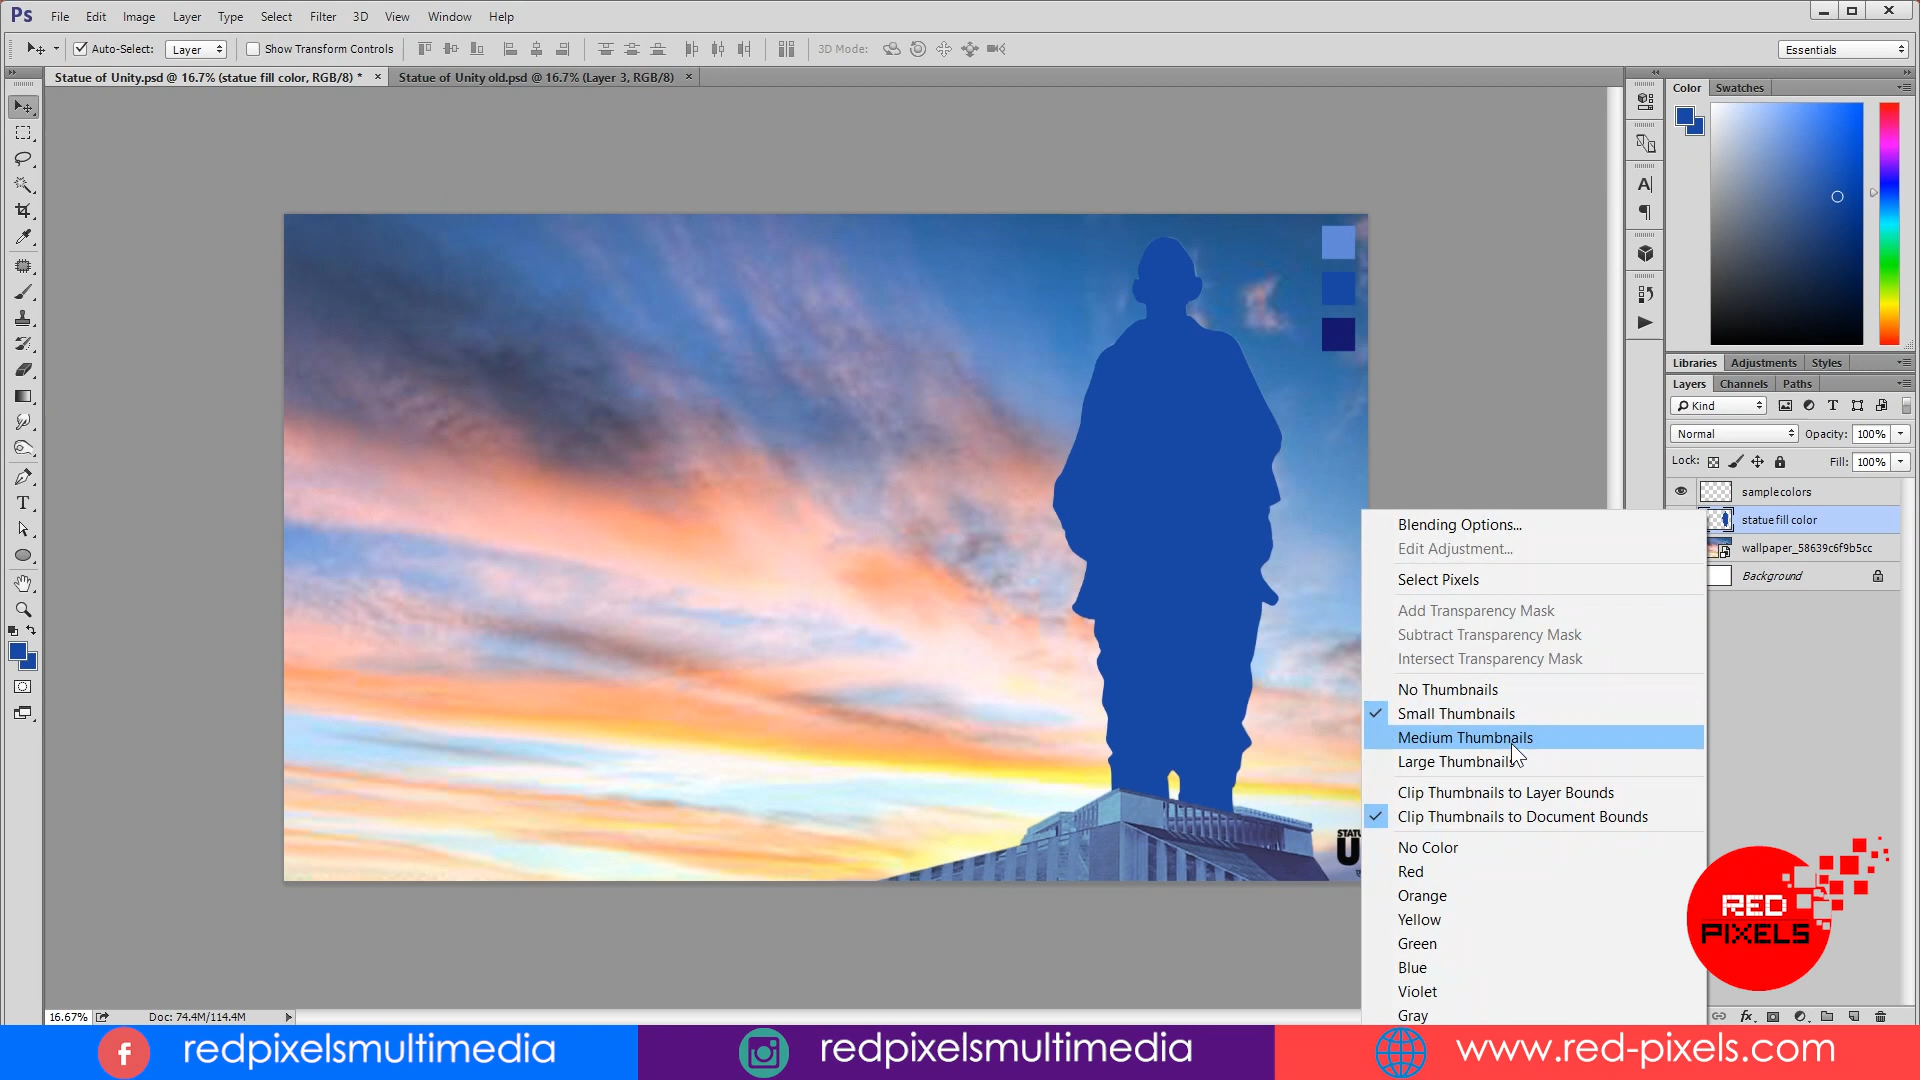 Ps File Edit Image Layer Type Select Filter 3D View Window Help
Auto-Select: Layer Show Transform Controls 3D Mode: Essentials
Statue of Unity.psd @ 16.7% (statue fill color, RGB/8) * × Statue of Unity old.psd @ 16.7% (Layer 3, RGB/8) ×
Color Swatches
Libraries Adjustments Styles
Layers Channels Paths
Kind
Normal Opacity: 100%
Lock: Fill: 100%
sample colors
statue fill color
wallpaper_58639c6f9b5cc
Background
Blending Options...
Edit Adjustment...
Select Pixels
Add Transparency Mask
Subtract Transparency Mask
Intersect Transparency Mask
No Thumbnails
Small Thumbnails
Medium Thumbnails
Large Thumbnails
Clip Thumbnails to Layer Bounds
Clip Thumbnails to Document Bounds
No Color
Red
Orange
Yellow
Green
Blue
Violet
Gray
STATU
U
RED
PIXELS
16.67% Doc: 74.4M/114.4M
fx
f redpixelsmultimedia redpixelsmultimedia www.red-pixels.com